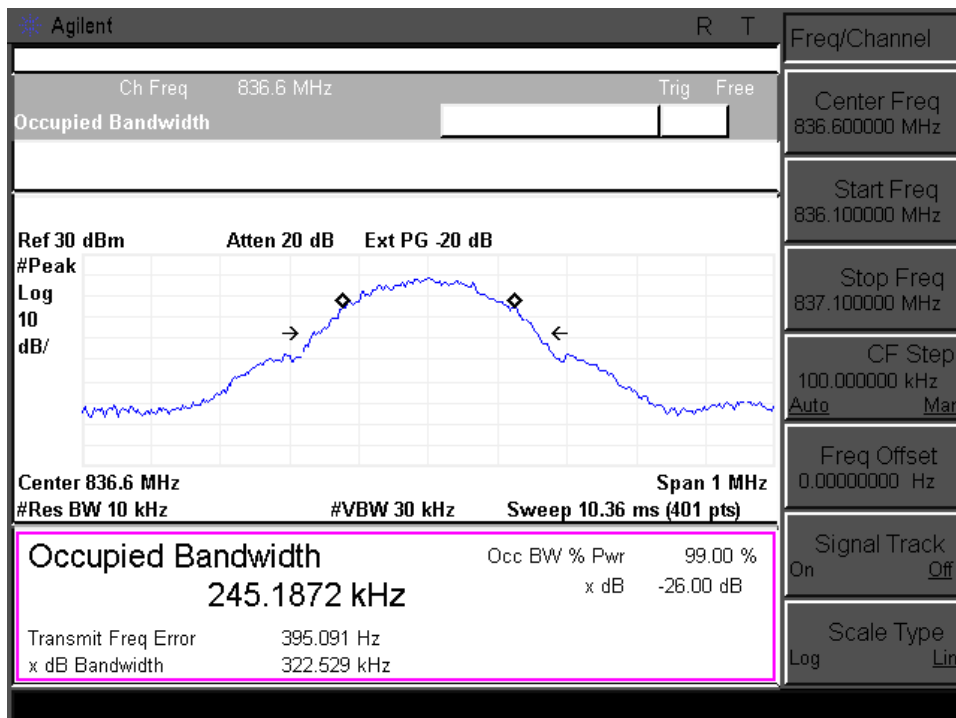 Agilent R T
Ch Freq 836.6 MHz Trig Free
Occupied Bandwidth
Ref 30 dBm Atten 20 dB Ext PG -20 dB
#Peak
Log
10
dB/
Center 836.6 MHz Span 1 MHz
#Res BW 10 kHz #VBW 30 kHz Sweep 10.36 ms (401 pts)
Occupied Bandwidth Occ BW % Pwr 99.00 %
245.1872 kHz x dB -26.00 dB
Transmit Freq Error 395.091 Hz
x dB Bandwidth 322.529 kHz
Freq/Channel
Center Freq
836.600000 MHz
Start Freq
836.100000 MHz
Stop Freq
837.100000 MHz
CF Step
100.000000 kHz
Auto Man
Freq Offset
0.00000000 Hz
Signal Track
On Off
Scale Type
Log Lin